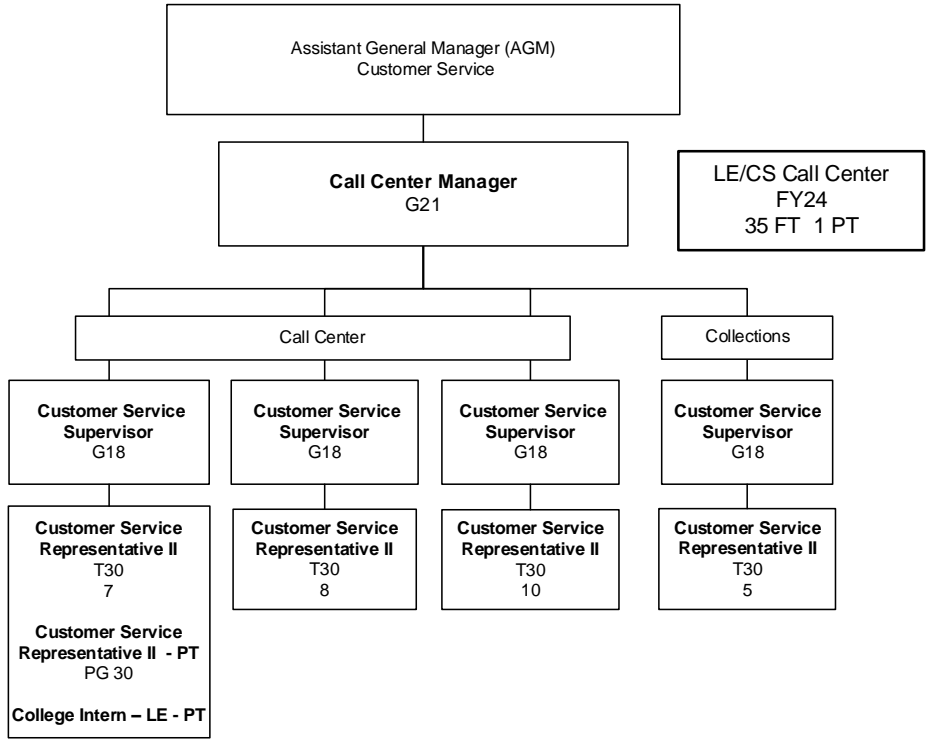 Assistant General Manager (AGM)
Customer Service
Call Center Manager
G21
LE/CS Call Center
FY24
35 FT  1 PT
Call Center
Collections
Customer Service
Supervisor
G18
Customer Service
Supervisor
G18
Customer Service
Supervisor
G18
Customer Service
Supervisor
G18
Customer Service
Representative II
T30
7
Customer Service
Representative II - PT
PG 30
College Intern – LE - PT
Customer Service
Representative II
T30
8
Customer Service
Representative II
T30
10
Customer Service
Representative II
T30
5